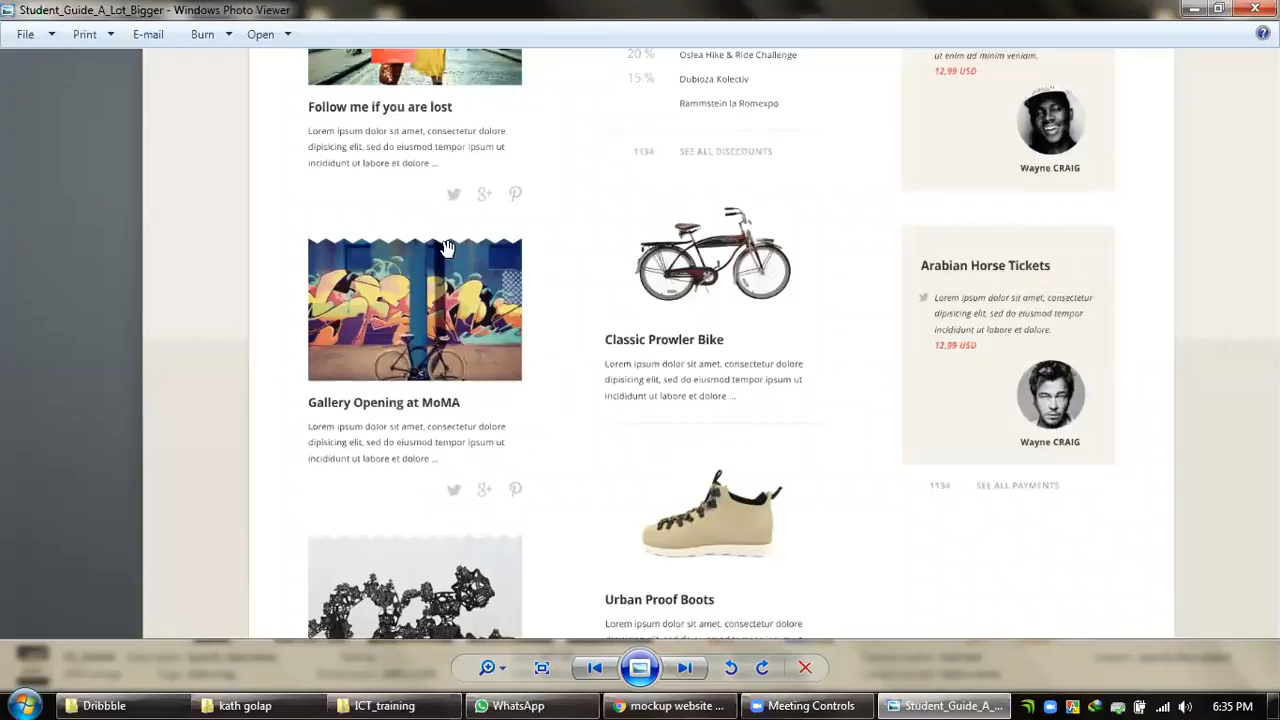 Student_Guide_A_Lot_Bigger - Windows Photo Viewer
File Print E-mail Burn Open
Follow me if you are lost
Lorem ipsum dolor sit amet, consectetur dolore
dipisicing elit, sed do eiusmod tempor ipsum ut
incididunt ut labore et dolore ...
Gallery Opening at MoMA
Lorem ipsum dolor sit amet, consectetur dolore
dipisicing elit, sed do eiusmod tempor ipsum ut
incididunt ut labore et dolore ...
20 % Oslea Hike & Ride Challenge
15 % Dubioza Kolectiv
Rammstein la Romexpo
1134 SEE ALL DISCCOUNTS
Classic Prowler Bike
Lorem ipsum dolor sit amet, consectetur dolore
dipisicing elit, sed do eiusmod tempor ipsum ut
incididunt ut labore et dolore ...
Urban Proof Boots
Lorem ipsum dolor sit amet, consectetur dolore
ut enim ad minim veniam.
12,99 USD
Wayne CRAIG
Arabian Horse Tickets
Lorem ipsum dolor sit amet, consectetur
dipisicing elit, sed do eiusmod tempor ut
incididunt ut labore et dolore.
12,99 USD
Wayne CRAIG
1134 SEE ALL PAYMENTS
Dribbble kath golap ICT_training WhatsApp mockup website ... Meeting Controls Student_Guide_A_... 6:35 PM